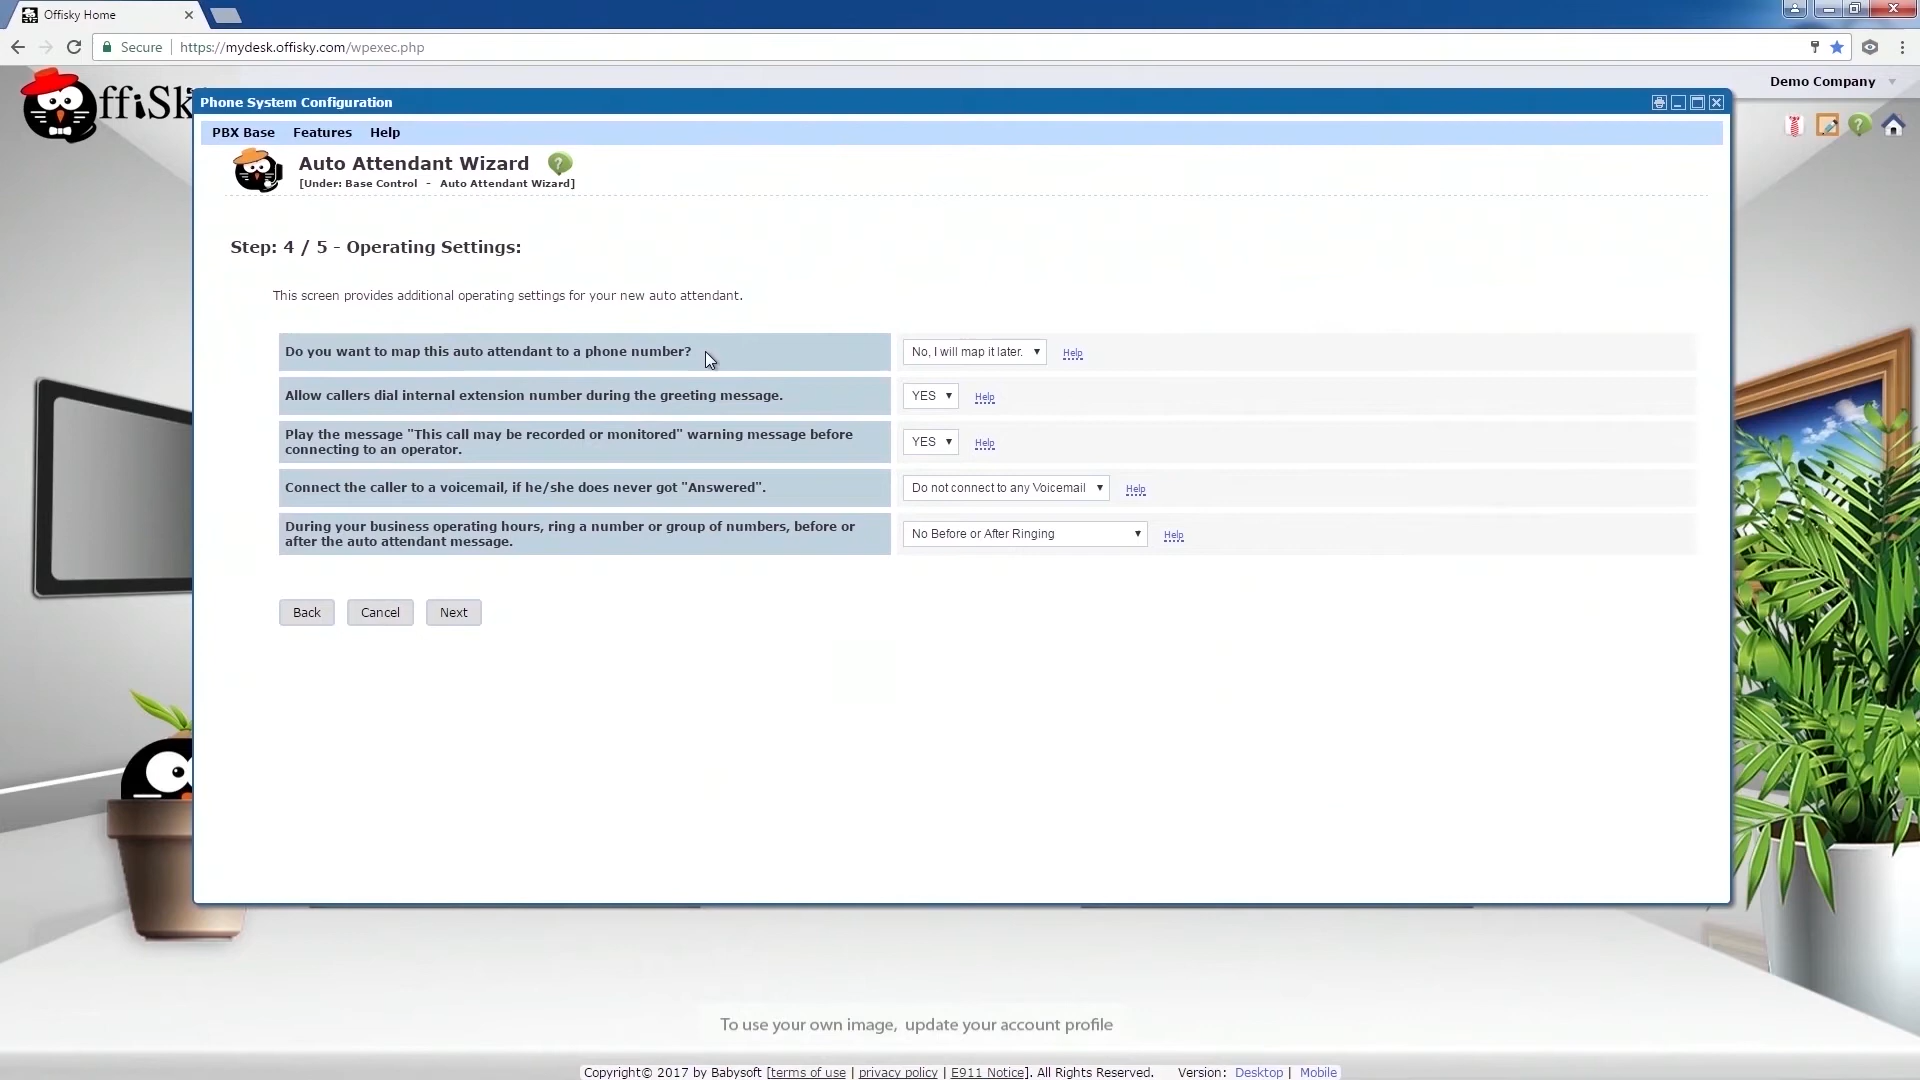 Offisky Home
Secure
https://mydesk.offisky.com/wpexec.php
Demo Company
Phone System Configuration
PBX Base Features Help
Auto Attendant Wizard
[Under: Base Control - Auto Attendant Wizard]
Step: 4 / 5 - Operating Settings:
This screen provides additional operating settings for your new auto attendant.
Do you want to map this auto attendant to a phone number? No, I will map it later. Help
Allow callers dial internal extension number during the greeting message. YES Help
Play the message "This call may be recorded or monitored" warning message before
connecting to an operator. YES Help
Connect the caller to a voicemail, if he/she does never got "Answered". Do not connect to any Voicemail Help
During your business operating hours, ring a number or group of numbers, before or
after the auto attendant message. No Before or After Ringing Help
Back Cancel Next
To use your own image, update your account profile
Copyright© 2017 by Babysoft [terms of use | privacy policy | E911 Notice]. All Rights Reserved. Version: Desktop | Mobile